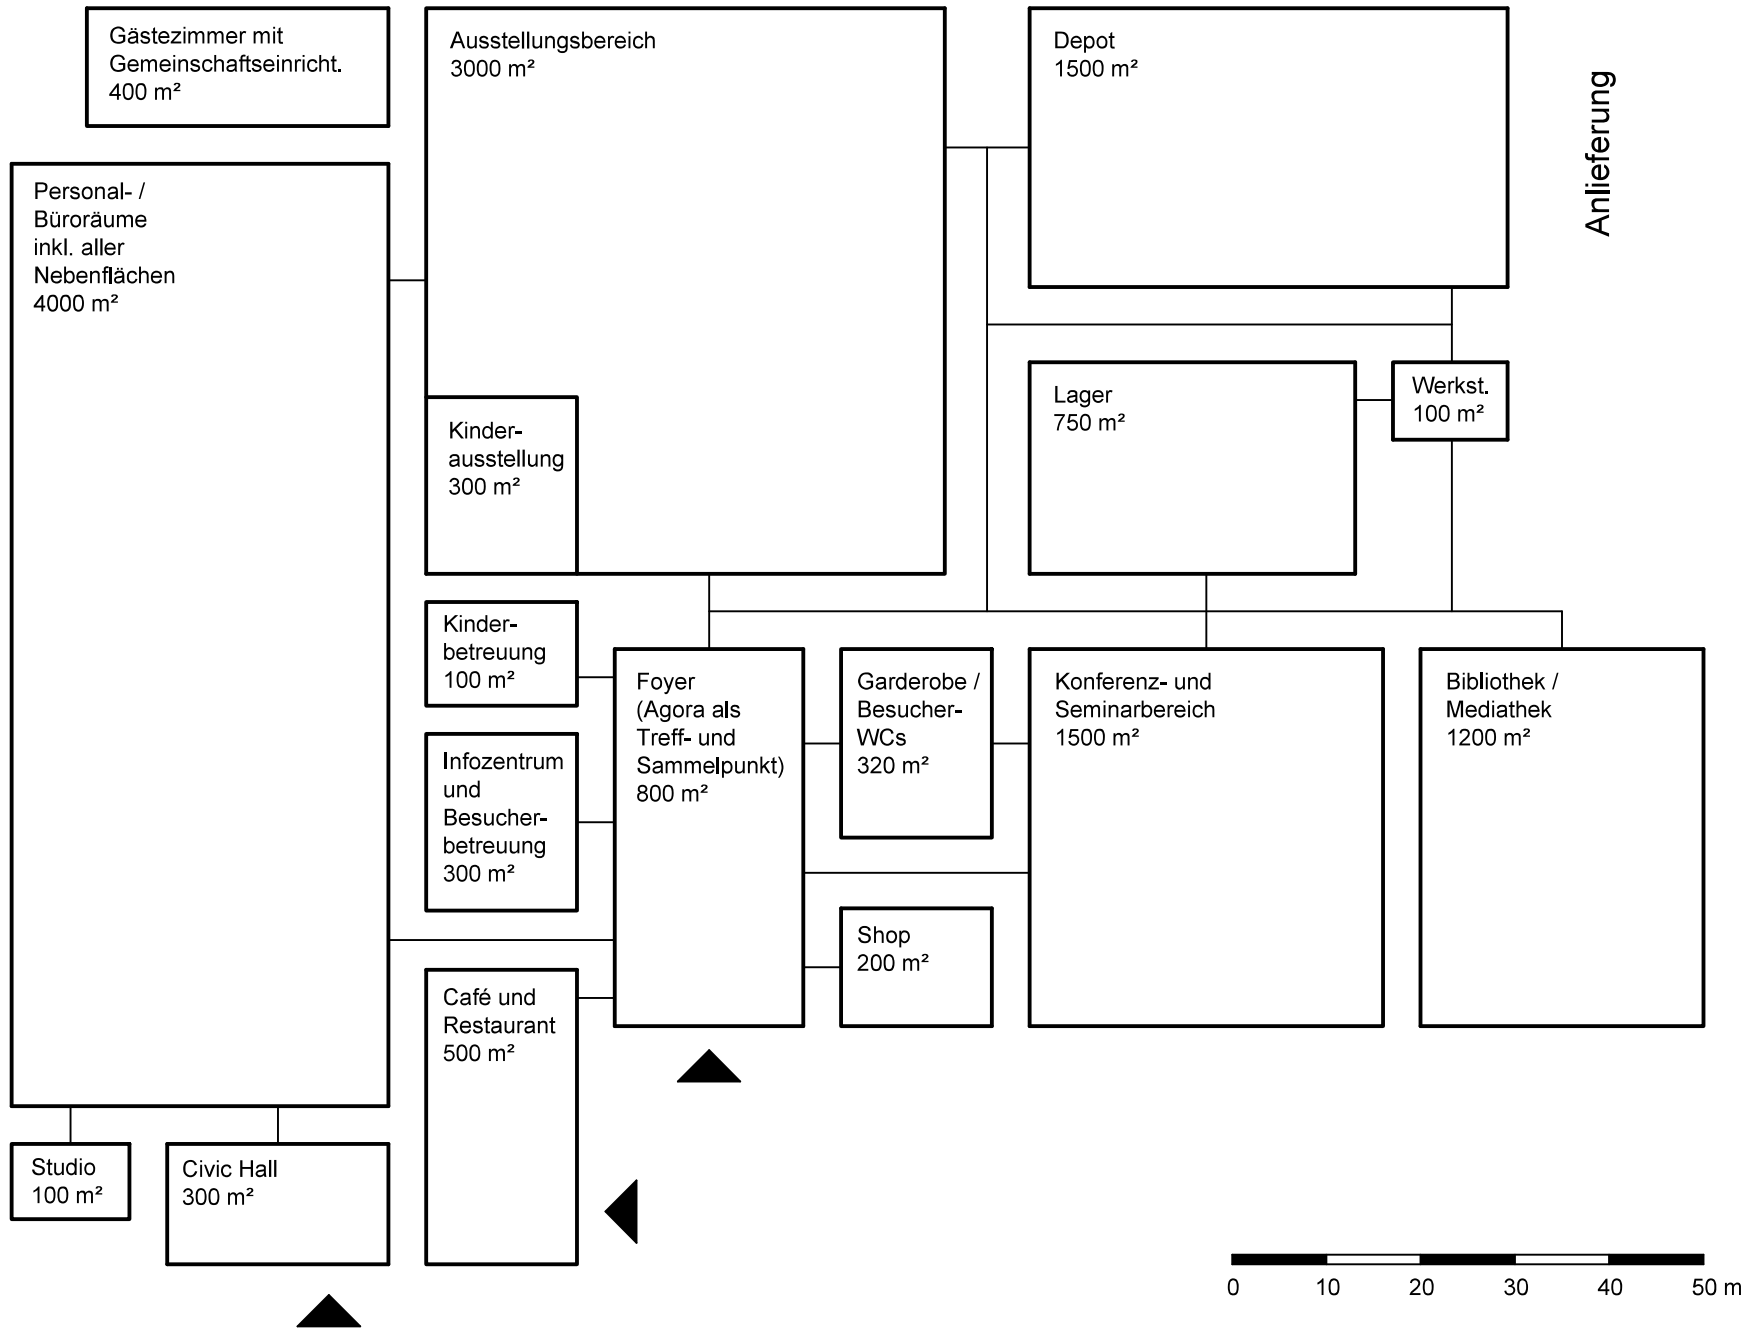 Gästezimmer mit
Gemeinschaftseinricht.
400 m²
Ausstellungsbereich
3000 m²
Depot
1500 m²
Anlieferung
Personal- /
Büroräume
inkl. aller
Nebenflächen
4000 m²
Kinder-
ausstellung
300 m²
Lager
750 m²
Werkst.
100 m²
Kinder-
betreuung
100 m²
Infozentrum
und
Besucher-
betreuung
300 m²
Foyer
(Agora als
Treff- und
Sammelpunkt)
800 m²
Garderobe /
Besucher-
WCs
320 m²
Konferenz- und
Seminarbereich
1500 m²
Bibliothek /
Mediathek
1200 m²
Shop
200 m²
Café und
Restaurant
500 m²
Studio
100 m²
Civic Hall
300 m²
0 10 20 30 40 50 m